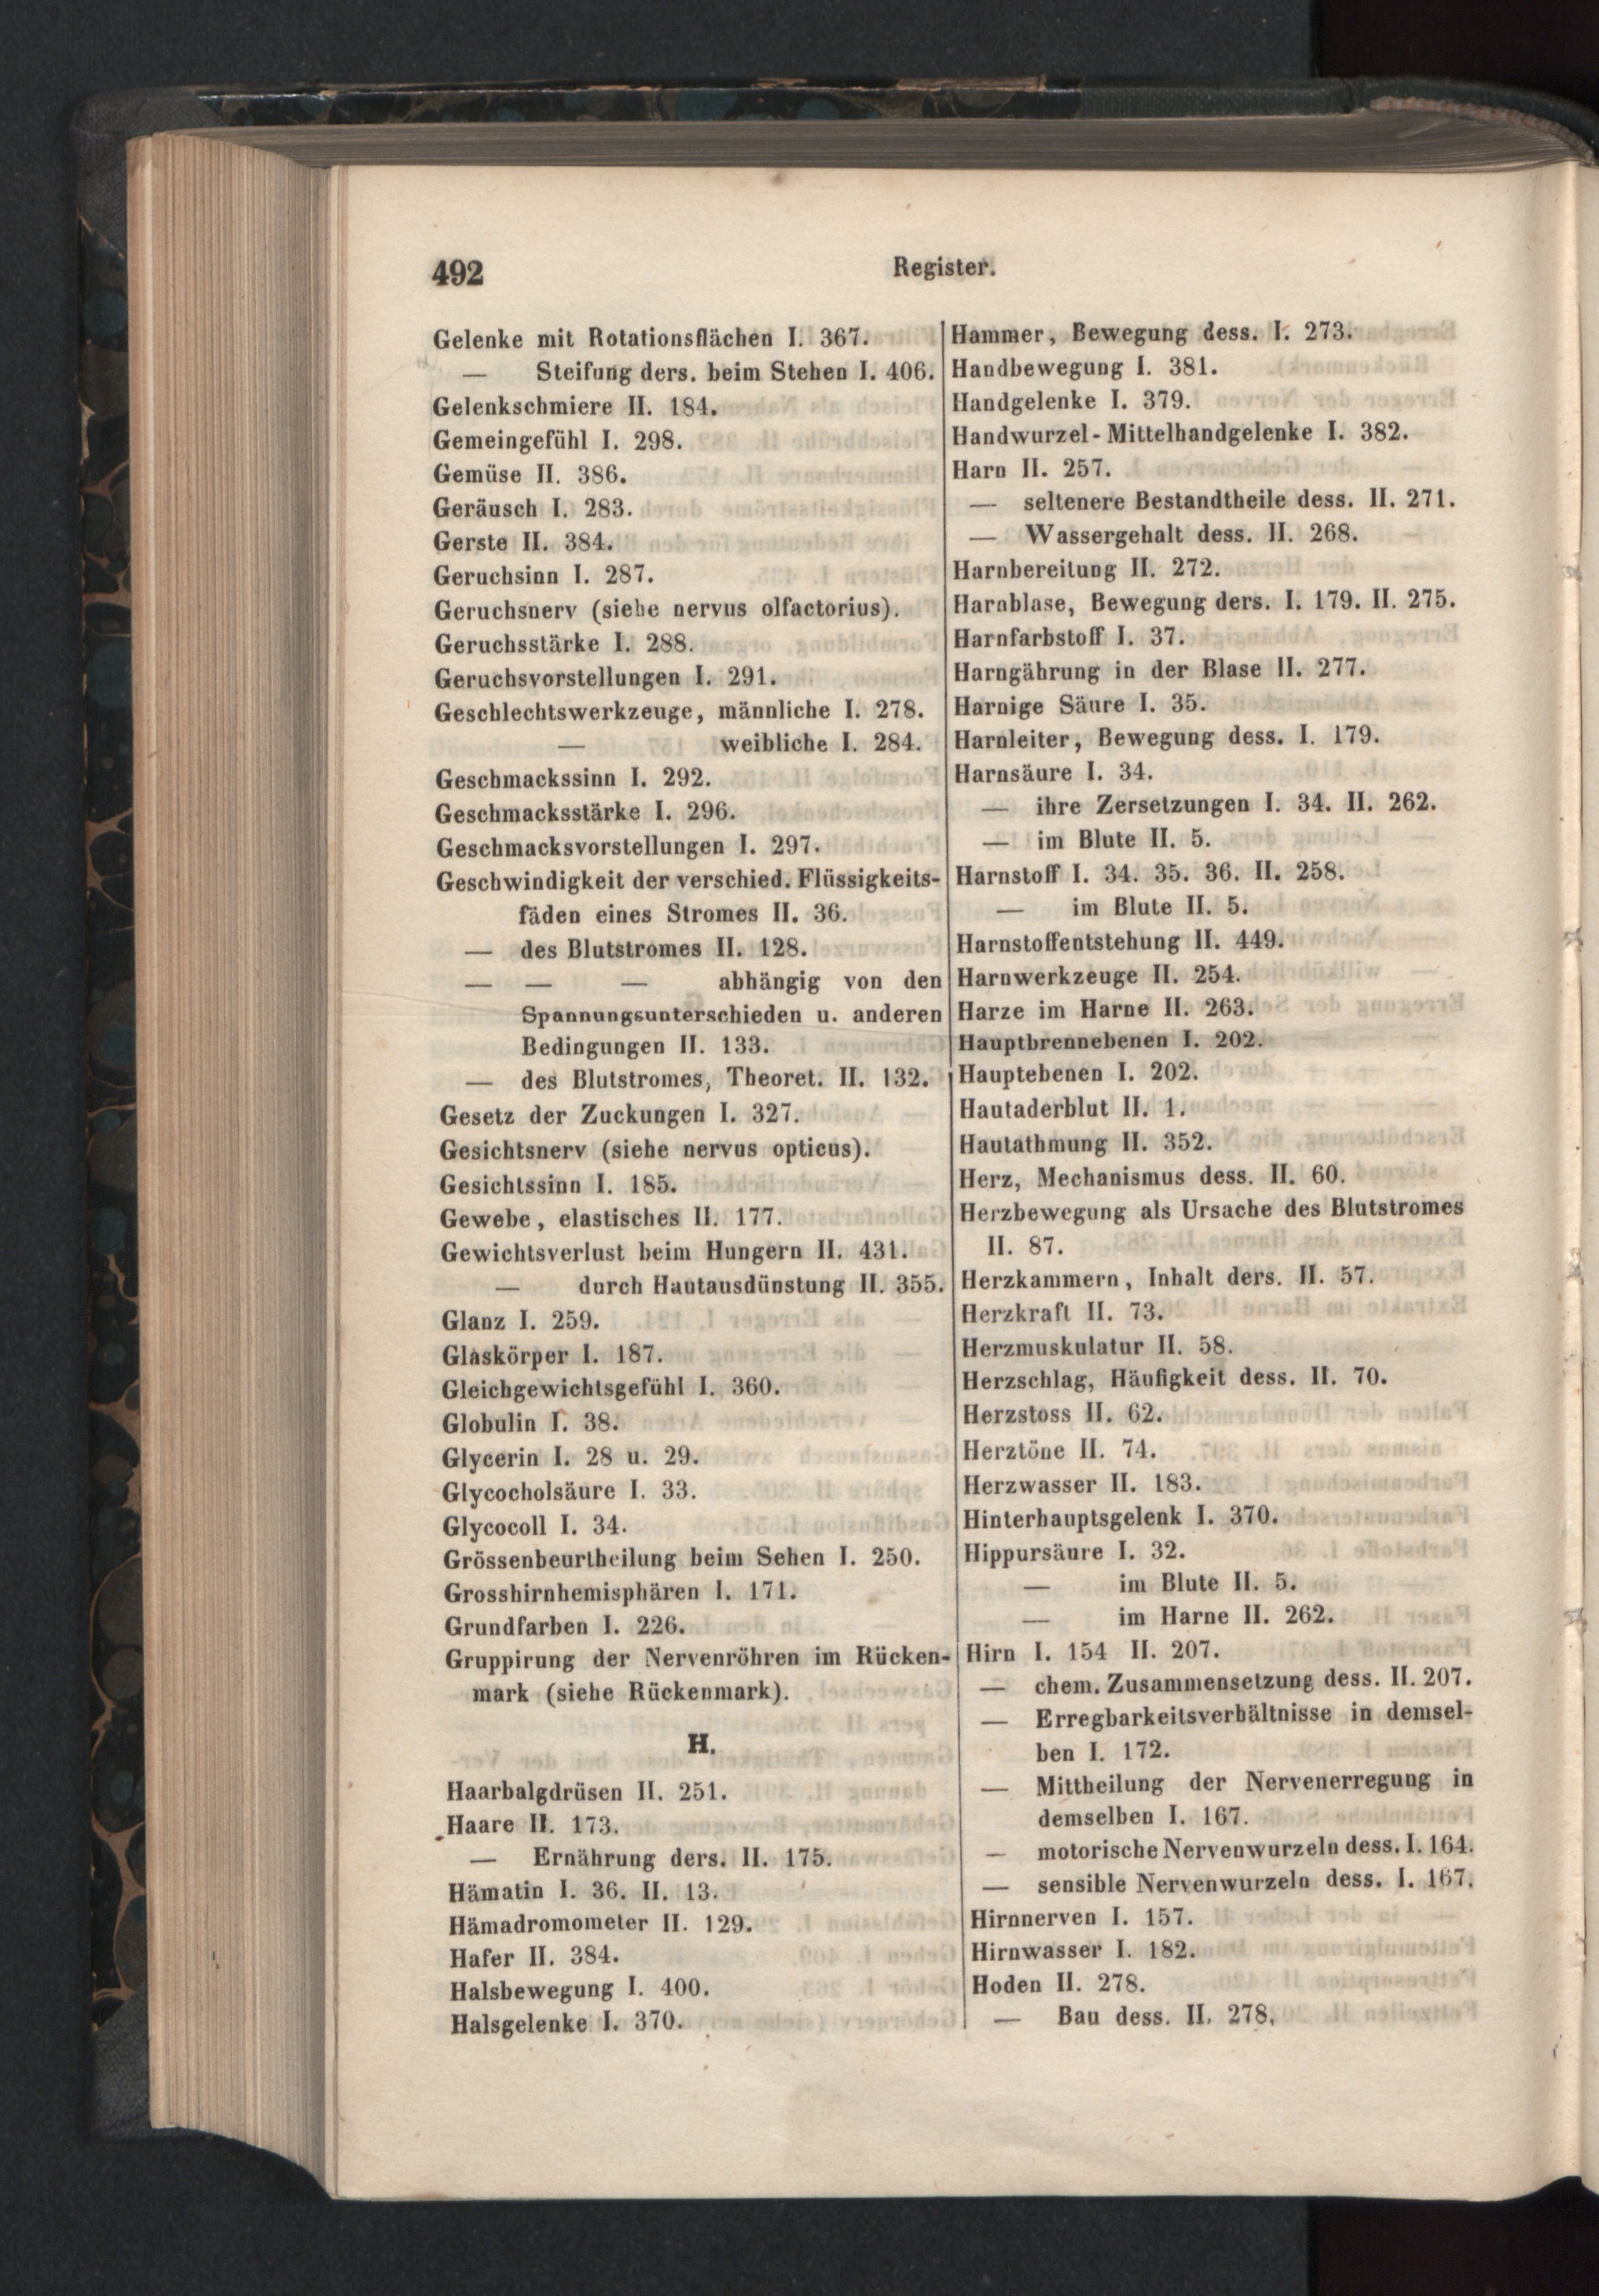 492
Register.
Gelenke mit Rotationsflächen I. 367.
— Steifung ders. beim Stehen I. 406.
Gelenkschmiere II. 184.
Gemeingefühl I. 298.
Gemüse II. 386.
Geräusch I. 283.
Gerste II. 384.
Geruchsinn I. 287.
Geruchsnerv (siehe nervus olfactorius).
Geruchsstärke I. 288.
Geruchsvorstellungen I. 291.
Geschlechtswerkzeuge, männliche I. 278.
— weibliche I. 284.
Geschmackssinn I. 292.
Geschmacksstärke I. 296.
Geschmacksvorstellungen I. 297.
Geschwindigkeit der verschied. Flüssigkeits-
fäden eines Stromes II. 36.
— des Blutstromes II. 128.
— — — abhängig von den
Spannungsunterschieden u. anderen
Bedingungen II. 133.
— des Blutstromes, Theoret. II. 132.
Gesetz der Zuckungen I. 327.
Gesichtsnerv (siehe nervus opticus).
Gesichtssinn I. 185.
Gewebe, elastisches II. 177.
Gewichtsverlust beim Hungern II. 431.
— durch Hautausdünstung II. 355.
Glanz I. 259.
Glaskörper I. 187.
Gleichgewichtsgefühl I. 360.
Globulin I. 38.
Glycerin I. 28 u. 29.
Glycocholsäure I. 33.
Glycocoll I. 34.
Grössenbeurtheilung beim Sehen I. 250.
Grosshirnhemisphären I. 171.
Grundfarben I. 226.
Gruppirung der Nervenröhren im Rücken-
mark (siehe Rückenmark).
H.
Haarbalgdrüsen II. 251.
Haare II. 173.
— Ernährung ders. II. 175.
Hämatin I. 36. II. 13.
Hämadromometer II. 129.
Hafer II. 384.
Halsbewegung I. 400.
Halsgelenke I. 370.
Hammer, Bewegung dess. I. 273.
Handbewegung I. 381.
Handgelenke I. 379.
Handwurzel-Mittelhandgelenke I. 382.
Harn II. 257.
— seltenere Bestandtheile dess. II. 271.
— Wassergehalt dess. II. 268.
Harnbereitung II. 272.
Harnblase, Bewegung ders. I. 179. II. 275.
Harnfarbstoff I. 37.
Harngährung in der Blase II. 277.
Harnige Säure I. 35.
Harnleiter, Bewegung dess. I. 179.
Harnsäure I. 34.
— ihre Zersetzungen I. 34. II. 262.
— im Blute II. 5.
Harnstoff I. 34. 35. 36. II. 258.
— im Blute II. 5.
Harnstoffentstehung II. 449.
Harnwerkzeuge II. 254.
Harze im Harne II. 263.
Hauptbrennebenen I. 202.
Hauptebenen I. 202.
Hautaderblut II. 1.
Hautathmung II. 352.
Herz, Mechanismus dess. II. 60.
Herzbewegung als Ursache des Blutstromes
II. 87.
Herzkammern, Inhalt ders. II. 57.
Herzkraft II. 73.
Herzmuskulatur II. 58.
Herzschlag, Häufigkeit dess. II. 70.
Herzstoss II. 62.
Herztöne II. 74.
Herzwasser II. 183.
Hinterhauptsgelenk I. 370.
Hippursäure I. 32.
— im Blute II. 5.
— im Harne II. 262.
Hirn I. 154 II. 207.
— chem. Zusammensetzung dess. II. 207.
— Erregbarkeitsverhältnisse in demsel-
ben I. 172.
— Mittheilung der Nervenerregung in
demselben I. 167.
— motorische Nervenwurzeln dess. I. 164.
— sensible Nervenwurzeln dess. I. 167.
Hirnnerven I. 157.
Hirnwasser I. 182.
Hoden II. 278.
— Bau dess. II. 278.